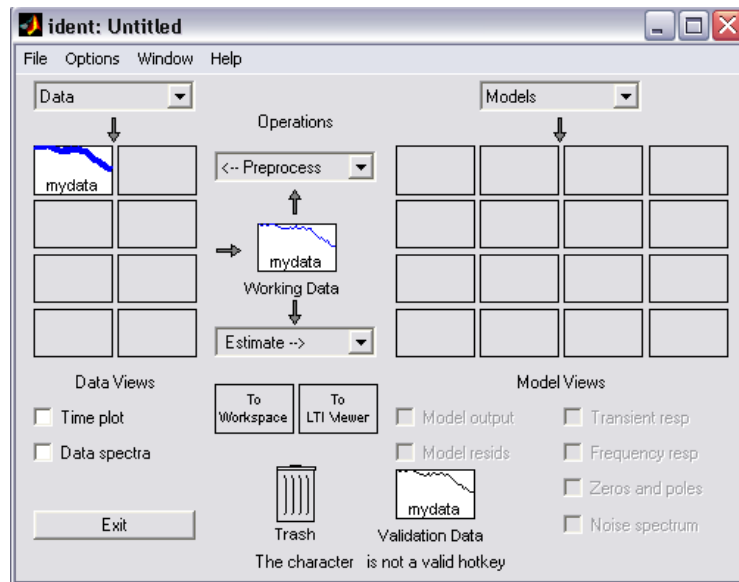 ident: Untitled
File Options Window Help
Data
Models
Operations
<-- Preprocess
mydata
mydata
Working Data
Estimate -->
Data Views
Model Views
To Workspace
To LTI Viewer
Time plot
Data spectra
Model output
Transient resp
Model resids
Frequency resp
Zeros and poles
Noise spectrum
mydata
Exit
Trash
Validation Data
The character is not a valid hotkey